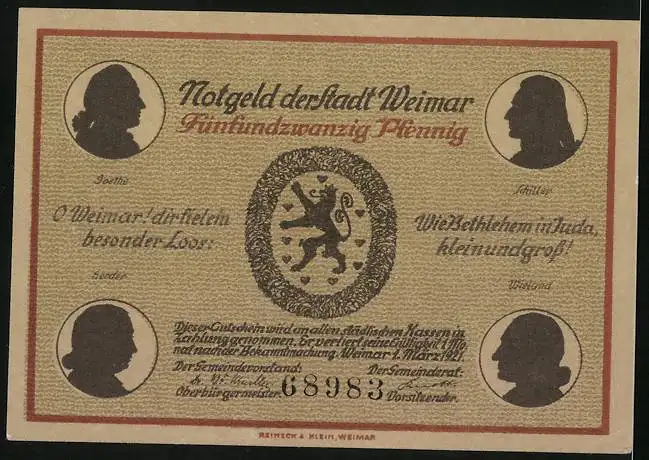 Notgeld der Stadt Weimar
Fünfundzwanzig Pfennig
Goethe
Schiller
O Weimar! dir fiel ein
besonder Loos:
Wie Bethlehem in Juda,
klein und groß!
Herder
Wieland
Dieser Gutschein wird an allen städtischen Kassen in
Zahlung genommen. Er verliert seine Gültigkeit 1 Mo
nat nach der Bekanntmachung. Weimar 1. März 1921.
Der Gemeindevorstand:
Der Gemeinderat:
Oberbürgermeister.
68983
Vorsitzender.
REINECK & KLEIN, WEIMAR